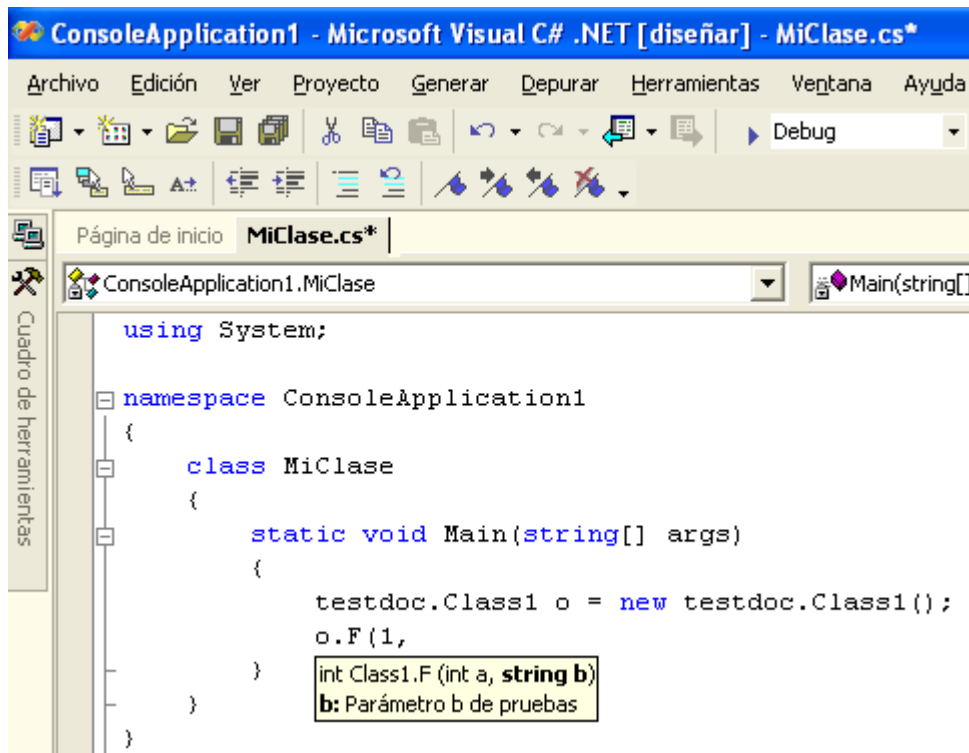 ConsoleApplication1 - Microsoft Visual C# .NET [diseñar] - MiClase.cs*
Archivo Edición Ver Proyecto Generar Depurar Herramientas Ventana Ayuda
Debug
Página de inicio MiClase.cs*
ConsoleApplication1.MiClase Main(string[]
Cuadro de herramientas
using System;
namespace ConsoleApplication1
{
class MiClase
{
static void Main(string[] args)
{
testdoc.Class1 o = new testdoc.Class1();
o.F(1,
}
int Class1.F (int a, string b)
b: Parámetro b de pruebas
}
}